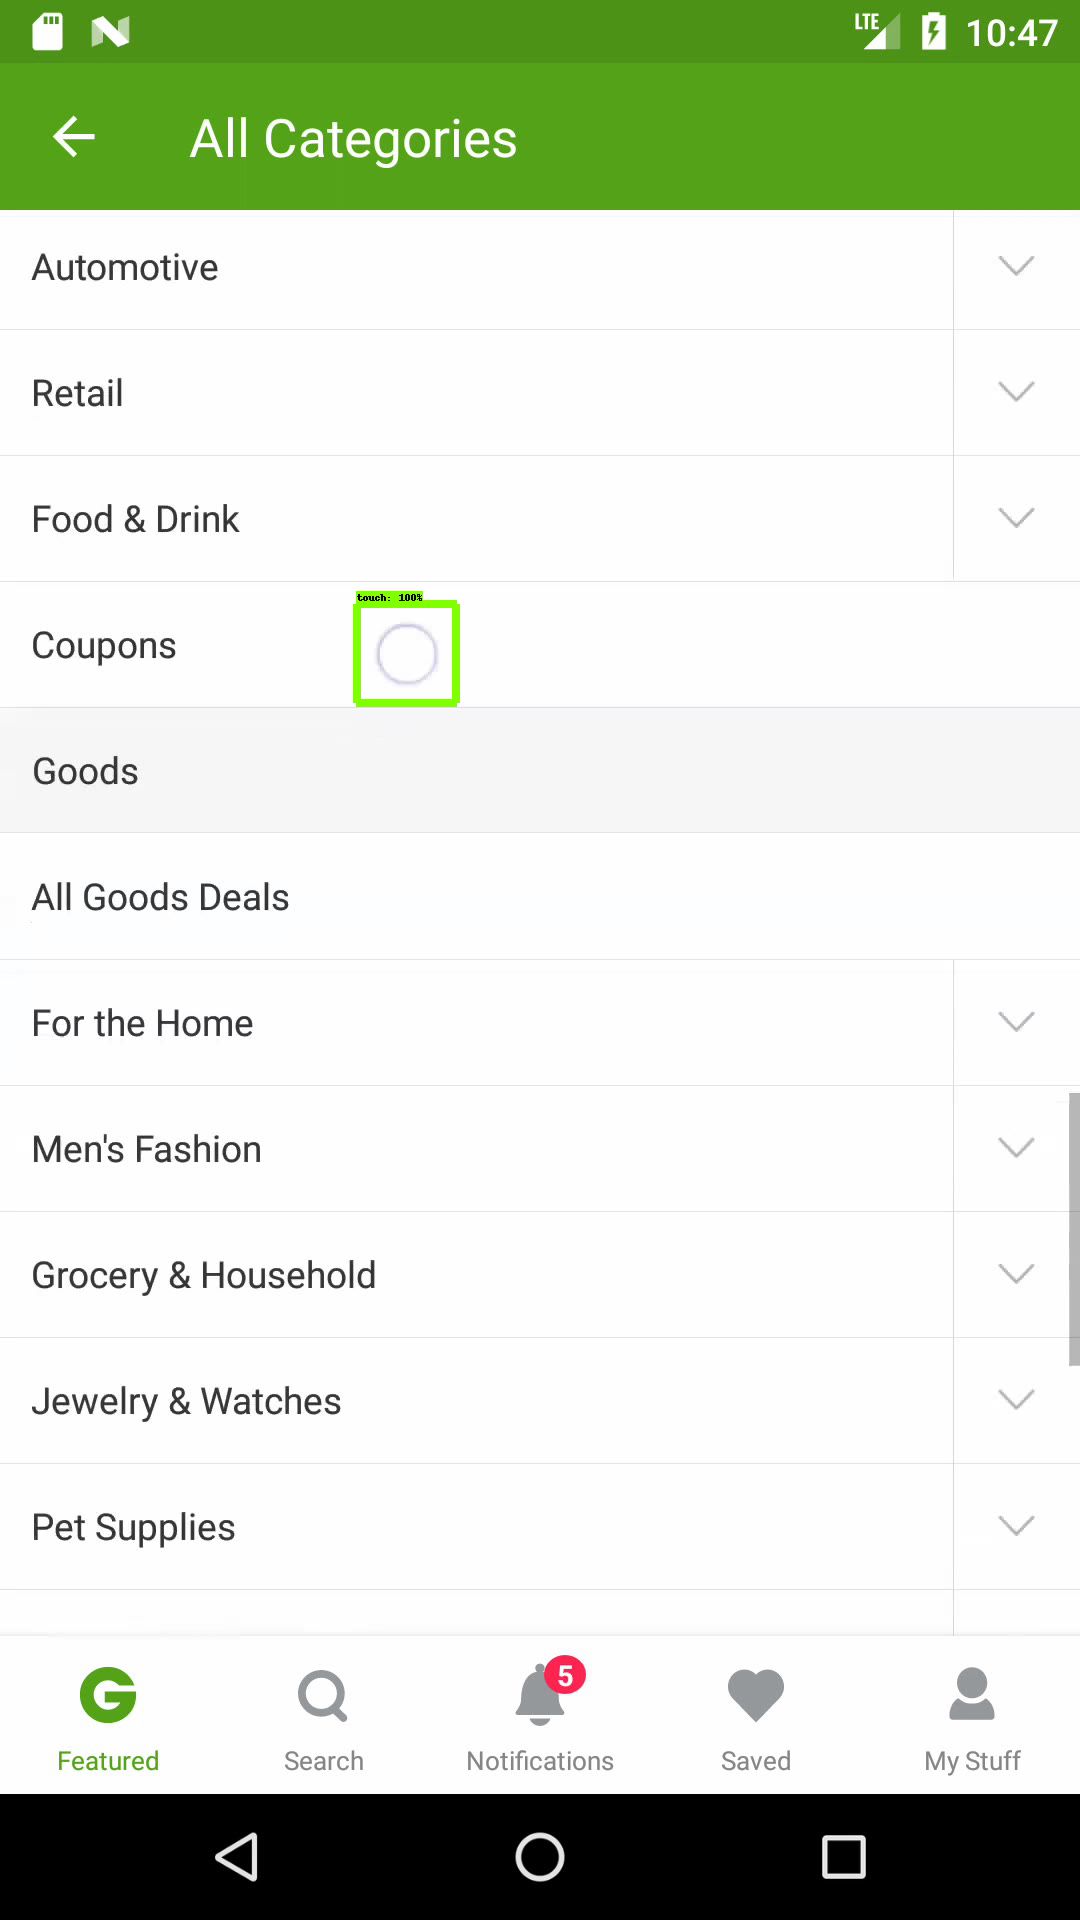 LTE 10:47
All Categories
Automotive
Retail
Food & Drink
touch: 100%
Coupons
Goods
All Goods Deals
For the Home
Men's Fashion
Grocery & Household
Jewelry & Watches
Pet Supplies
5
Featured Search Notifications Saved My Stuff